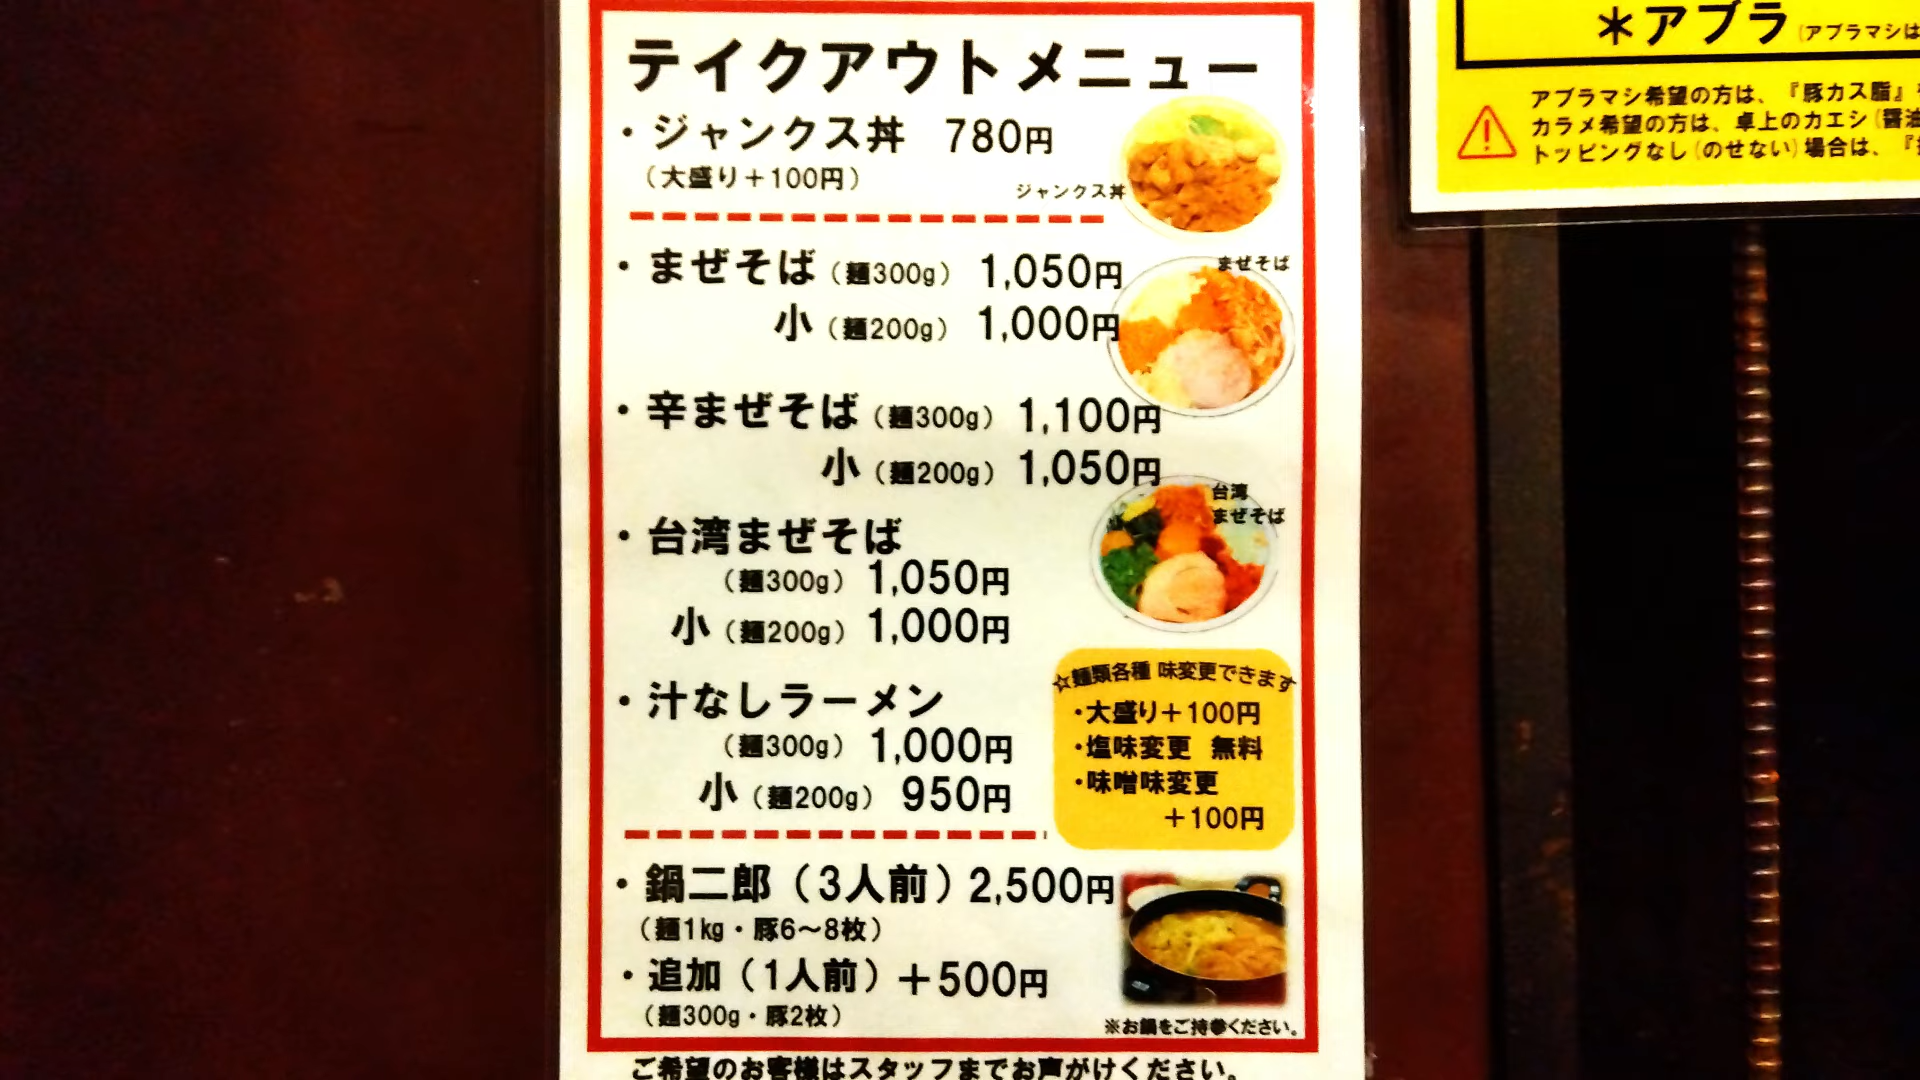 テイクアウトメニュー
・ジャンクス丼 780円
（大盛り＋100円）
ジャンクス丼
・まぜそば（麺300g） 1,050円
まぜそば
小（麺200g） 1,000円
・辛まぜそば（麺300g） 1,100円
小（麺200g） 1,050円
台湾
まぜそば
・台湾まぜそば
（麺300g） 1,050円
小（麺200g） 1,000円
☆麺類各種 味変更できます
・大盛り＋100円
・塩味変更 無料
・味噌味変更
＋100円
・汁なしラーメン
（麺300g） 1,000円
小（麺200g） 950円
・鍋二郎（3人前）2,500円
（麺1kg・豚6～8枚）
・追加（1人前）＋500円
（麺300g・豚2枚）
※お鍋をご持参ください。
ご希望のお客様はスタッフまでお声がけください。
＊アブラ（アブラマシは
アブラマシ希望の方は、『豚カス脂』
カラメ希望の方は、卓上のカエシ（醤油
トッピングなし（のせない）場合は、『